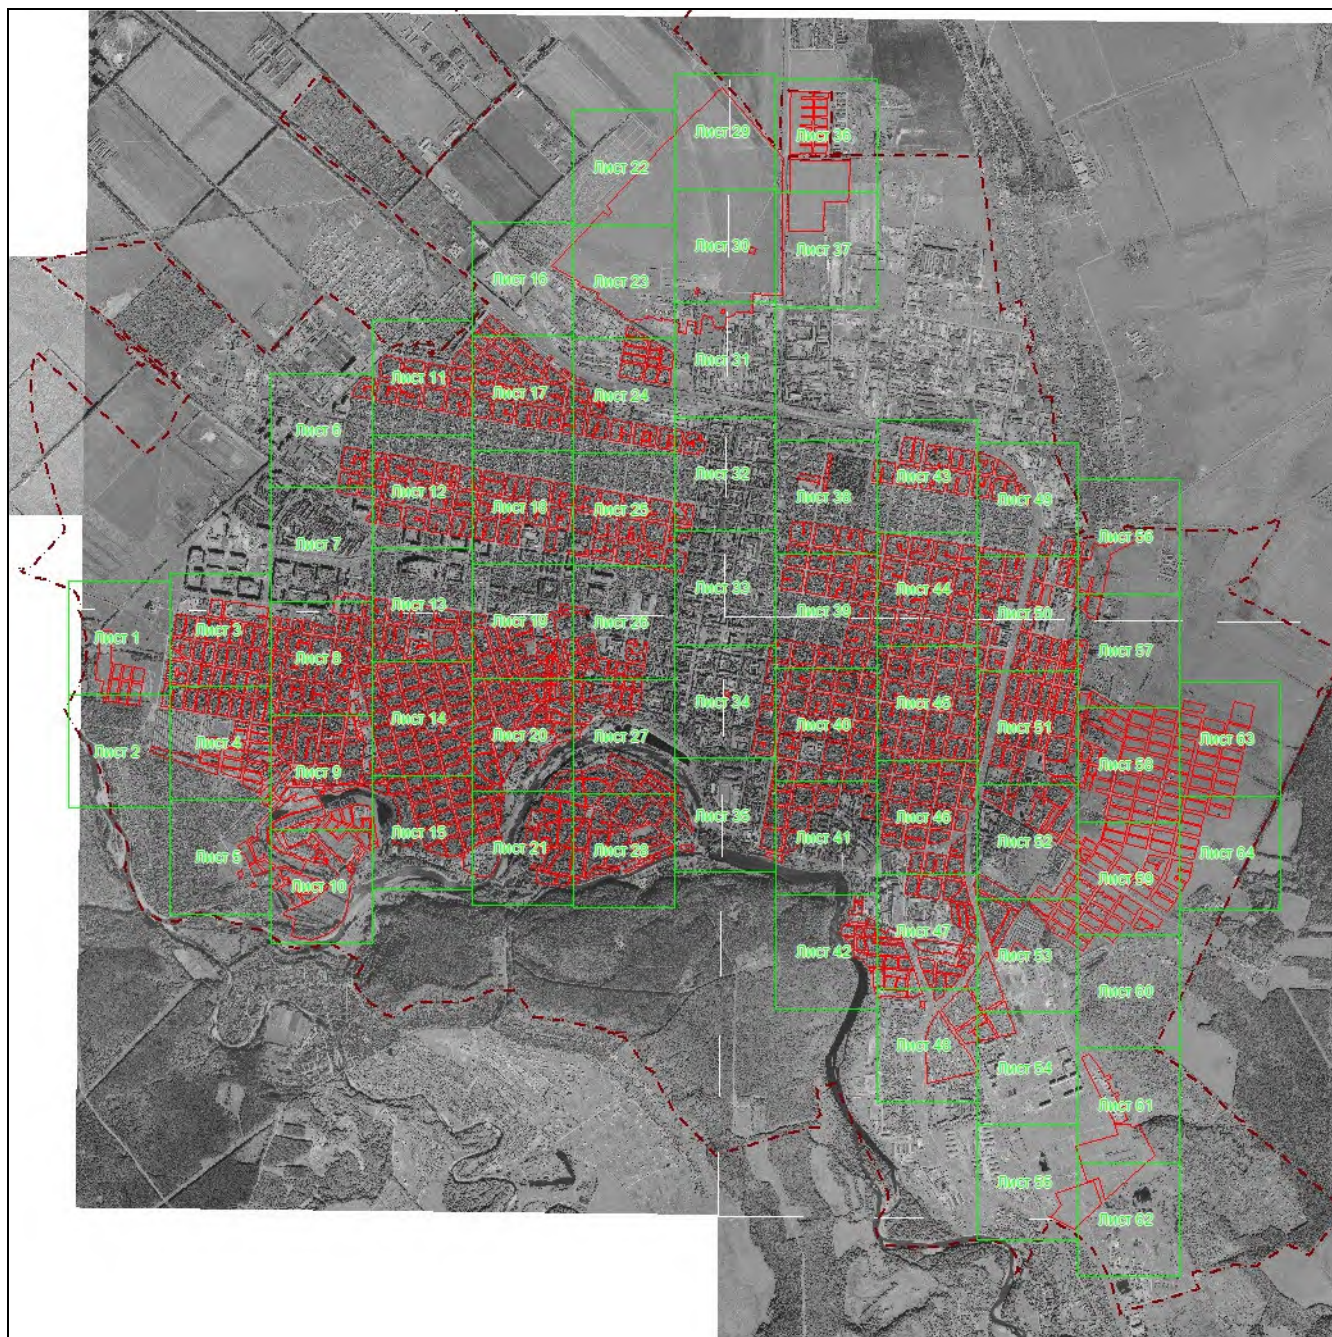 Лист 1
Лист 2
Лист 3
Лист 4
Лист 5
Лист 6
Лист 7
Лист 8
Лист 9
Лист 10
Лист 11
Лист 12
Лист 13
Лист 14
Лист 15
Лист 16
Лист 17
Лист 18
Лист 19
Лист 20
Лист 21
Лист 22
Лист 23
Лист 24
Лист 25
Лист 26
Лист 27
Лист 28
Лист 29
Лист 30
Лист 31
Лист 32
Лист 33
Лист 34
Лист 35
Лист 36
Лист 37
Лист 38
Лист 39
Лист 40
Лист 41
Лист 42
Лист 43
Лист 44
Лист 45
Лист 46
Лист 47
Лист 48
Лист 49
Лист 50
Лист 51
Лист 52
Лист 53
Лист 54
Лист 55
Лист 56
Лист 57
Лист 58
Лист 59
Лист 60
Лист 61
Лист 62
Лист 63
Лист 64